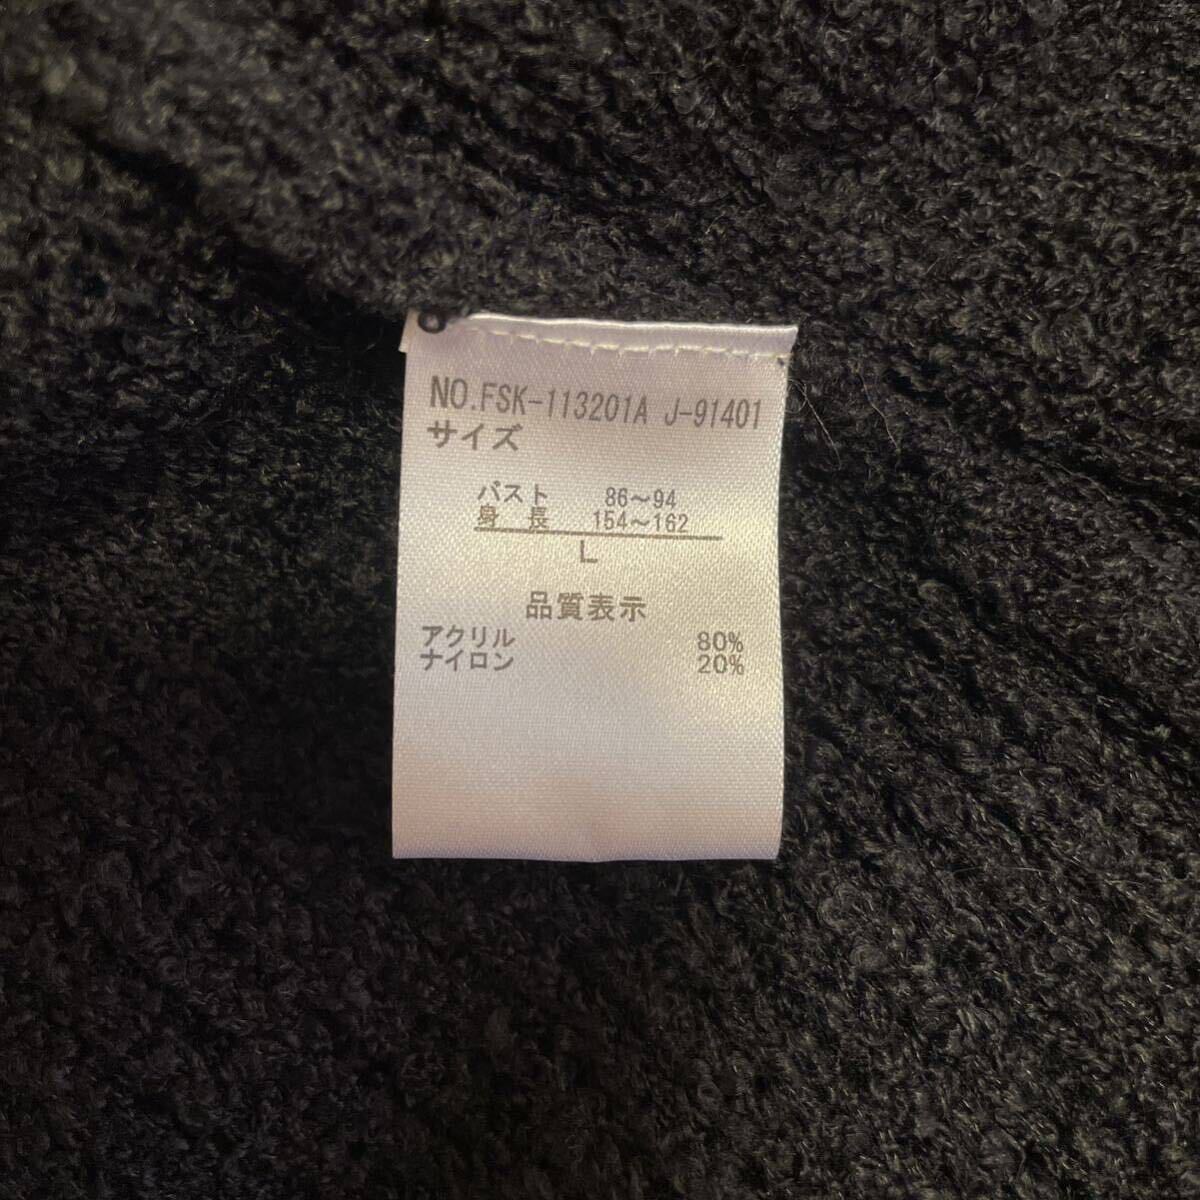 NO.FSK-113201A J-91401
サイズ
バスト 86～94
身 長 154～162
L
品質表示
アクリル 80%
ナイロン 20%